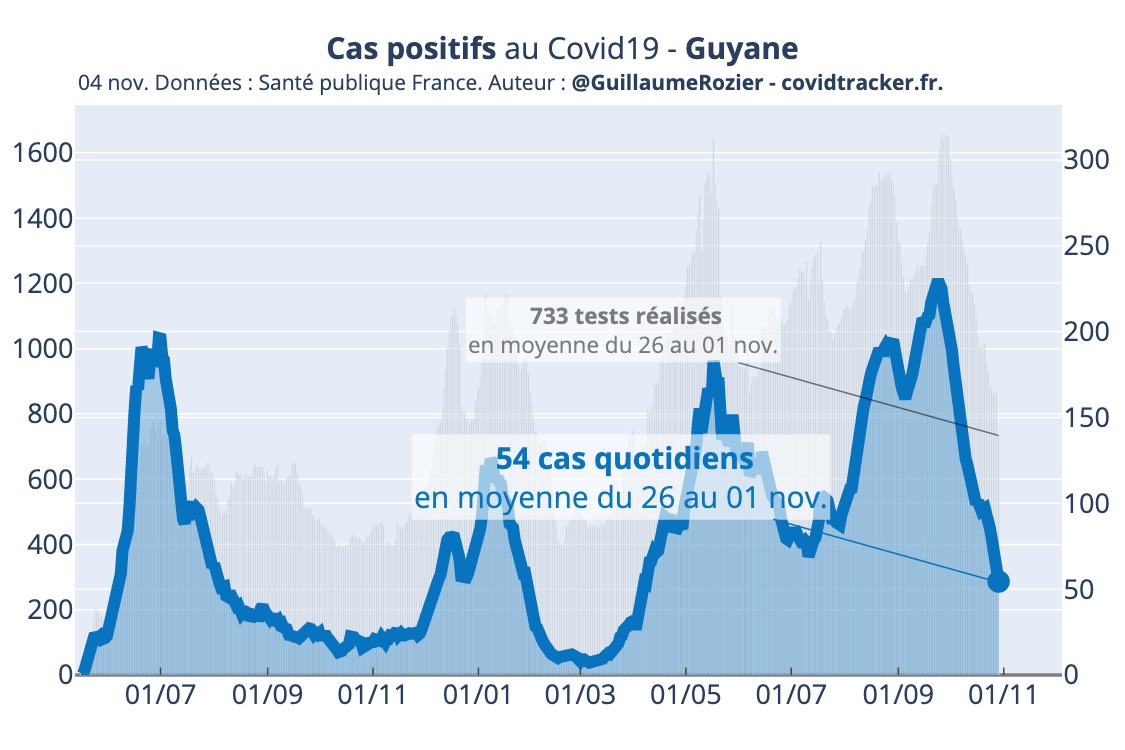 Cas positifs au Covid19 - Guyane
04 nov. Données : Santé publique France. Auteur : @GuillaumeRozier - covidtracker.fr.
1600
1400
1200
1000
800
600
400
200
0
300
250
200
150
100
50
0
733 tests réalisés
en moyenne du 26 au 01 nov.
54 cas quotidiens
en moyenne du 26 au 01 nov.
01/07 01/09 01/11 01/01 01/03 01/05 01/07 01/09 01/11